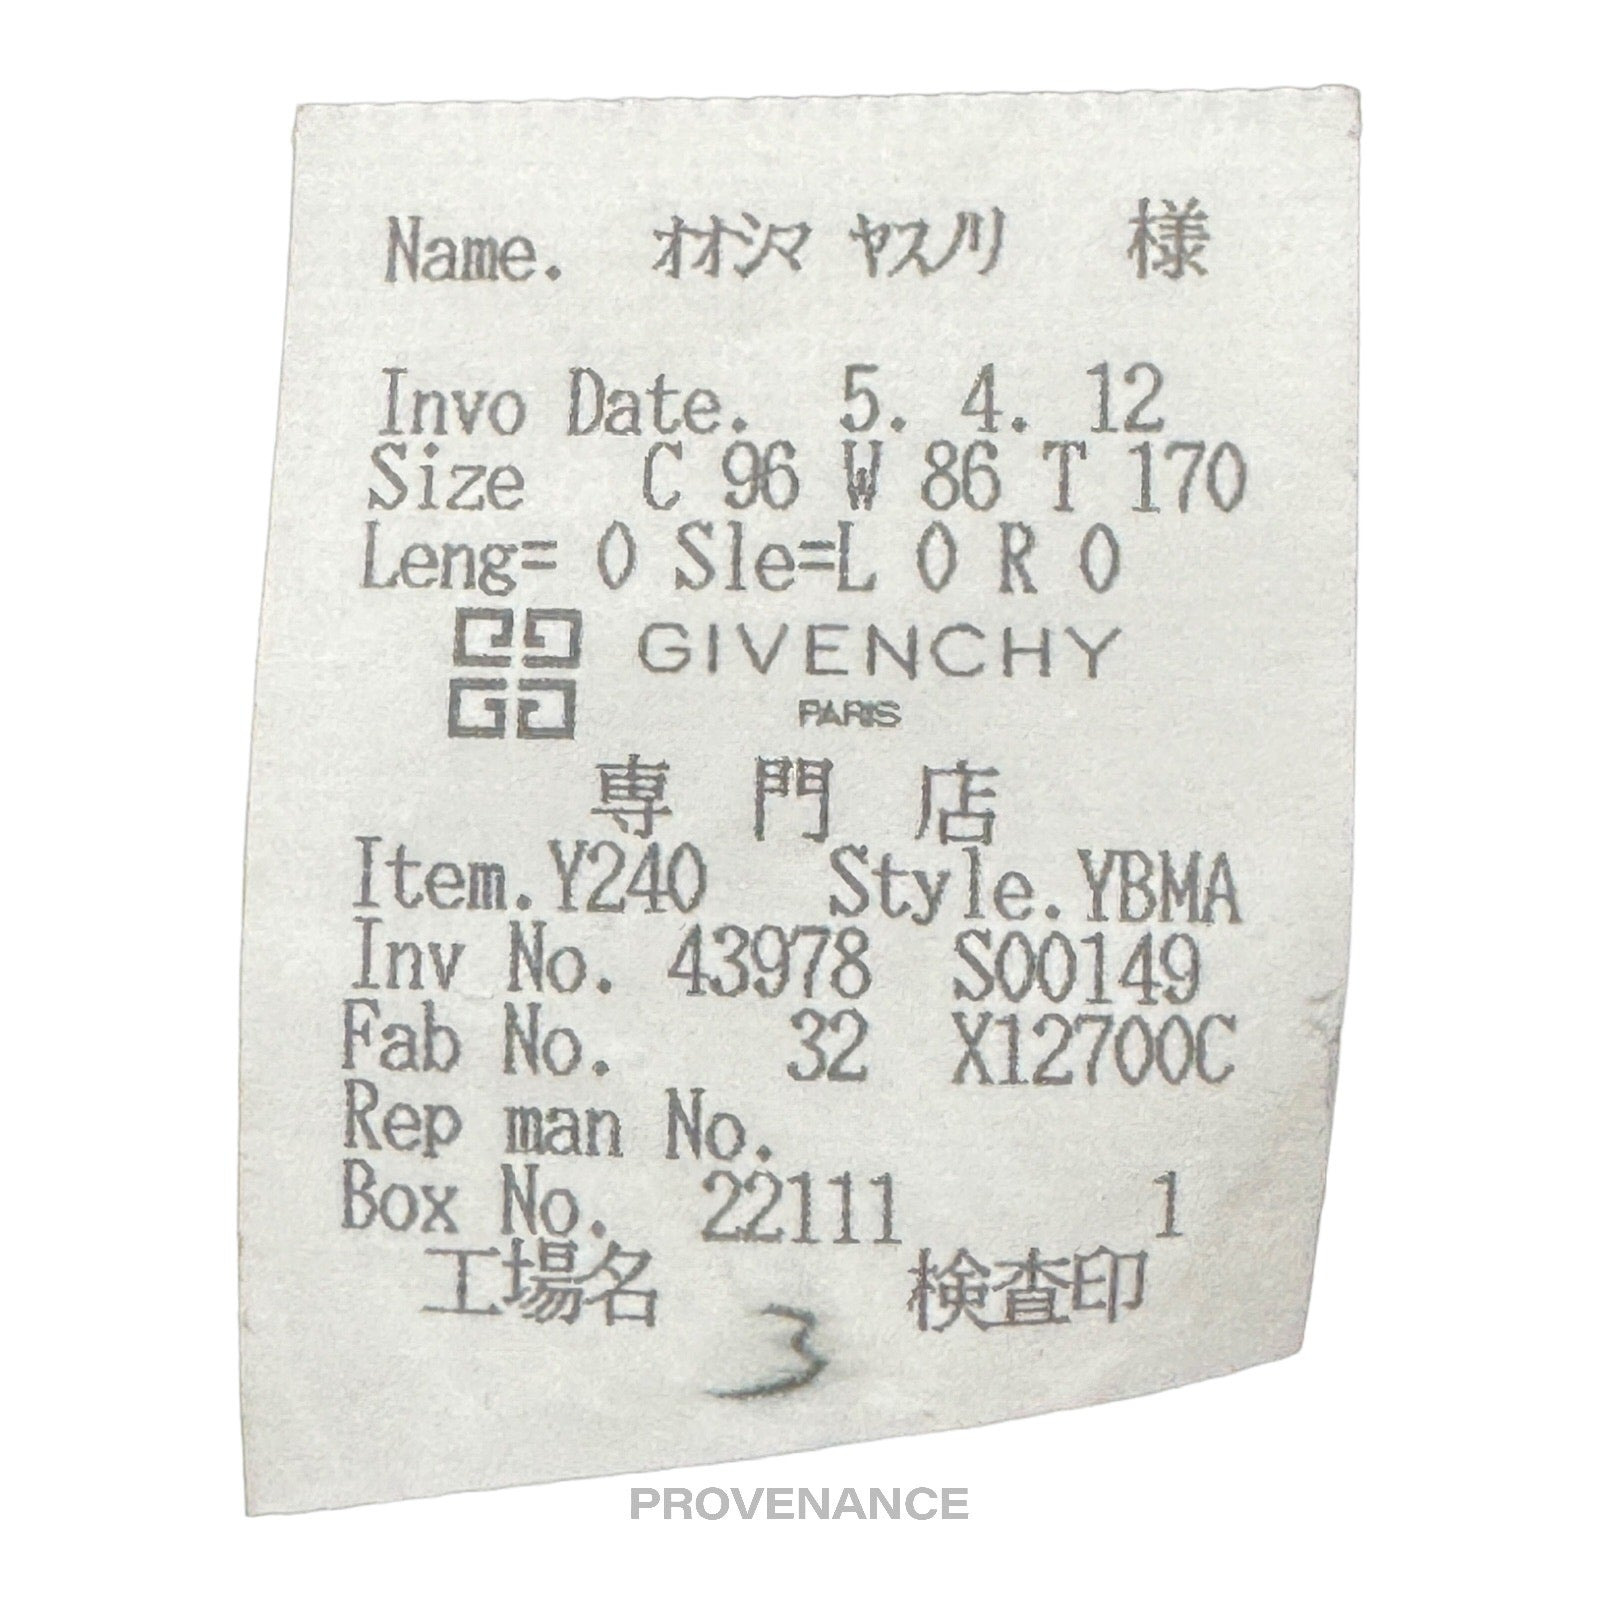 Name. オオシマ ヤスノリ 様
Invo Date. 5. 4. 12
Size C 96 W 86 T 170
Leng= 0 Sle=L 0 R 0
GIVENCHY
PARIS
専門店
Item.Y240 Style.YBMA
Inv No. 43978 S00149
Fab No. 32 X12700C
Rep man No.
Box No. 22111 1
工場名 検査印
3
PROVENANCE